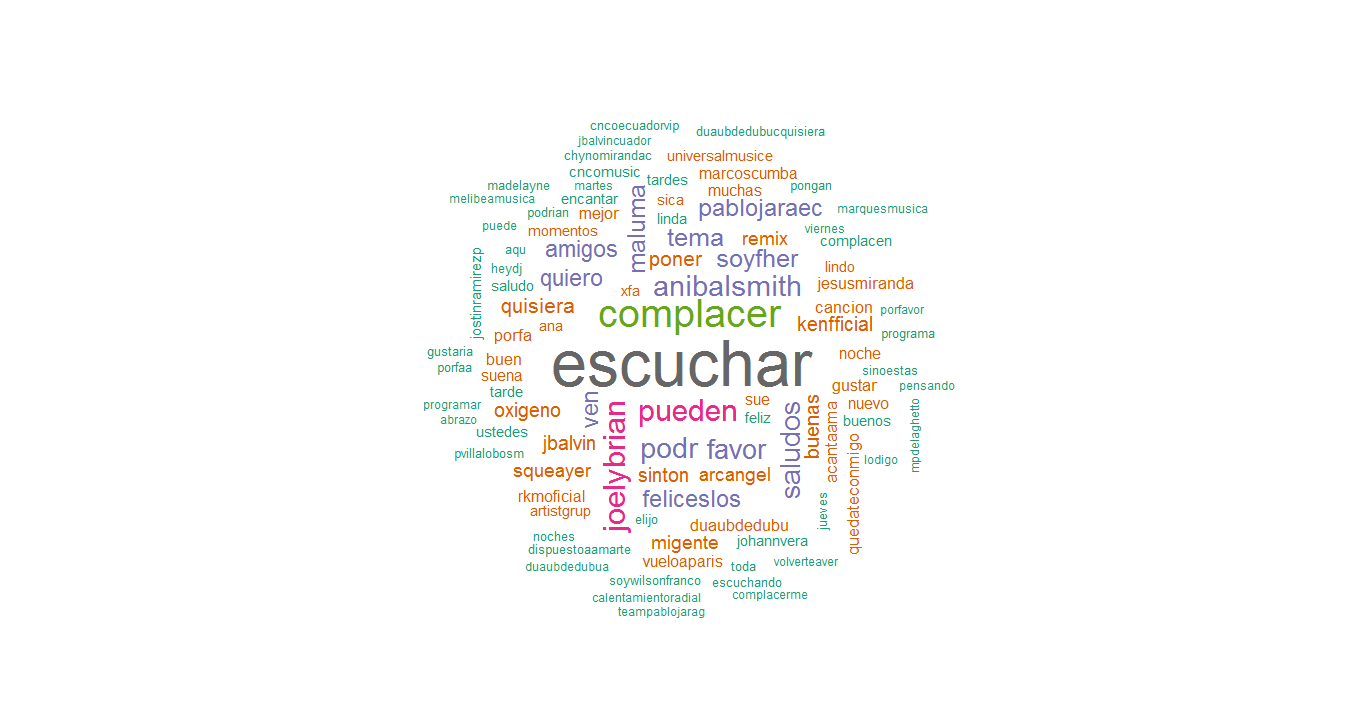 cncoecuadorvip
duaubdedubucquisiera
jbalvincuador
chynomirandac
universalmusice
cncomusic
marcoscumba
madelayne
martes
tardes
muchas
pongan
melibeamusica
encantar
maluma
sica
pablojaraec
marquesmusica
podrian
mejor
linda
puede
momentos
tema
remix
viernes
complacen
aqu
amigos
poner
soyfher
heydj
quiero
lindo
jostinramirezp
saludo
xfa
anibalsmith
jesusmiranda
quisiera
complacer
cancion
porfavor
porfa
ana
kenfficial
programa
gustaria
buen
escuchar
noche
porfaa
suena
sinoestas
tarde
gustar
pensando
programar
oxigeno
ven
joelybrian
pueden
sue
saludos
buenas
acantaama
nuevo
mpdelaghetto
abrazo
feliz
buenos
ustedes
jbalvin
podr
favor
quedateconmigo
pvillalobosm
lodigo
squeayer
sinton
arcangel
rkmoficial
feliceslos
jueves
artistgrup
elijo
duaubdedubu
noches
migente
johannvera
dispuestoaamarte
duaubdedubua
vueloaparis
toda
volverteaver
soywilsonfranco
escuchando
calentamientoradial
complacerme
teampablojarag